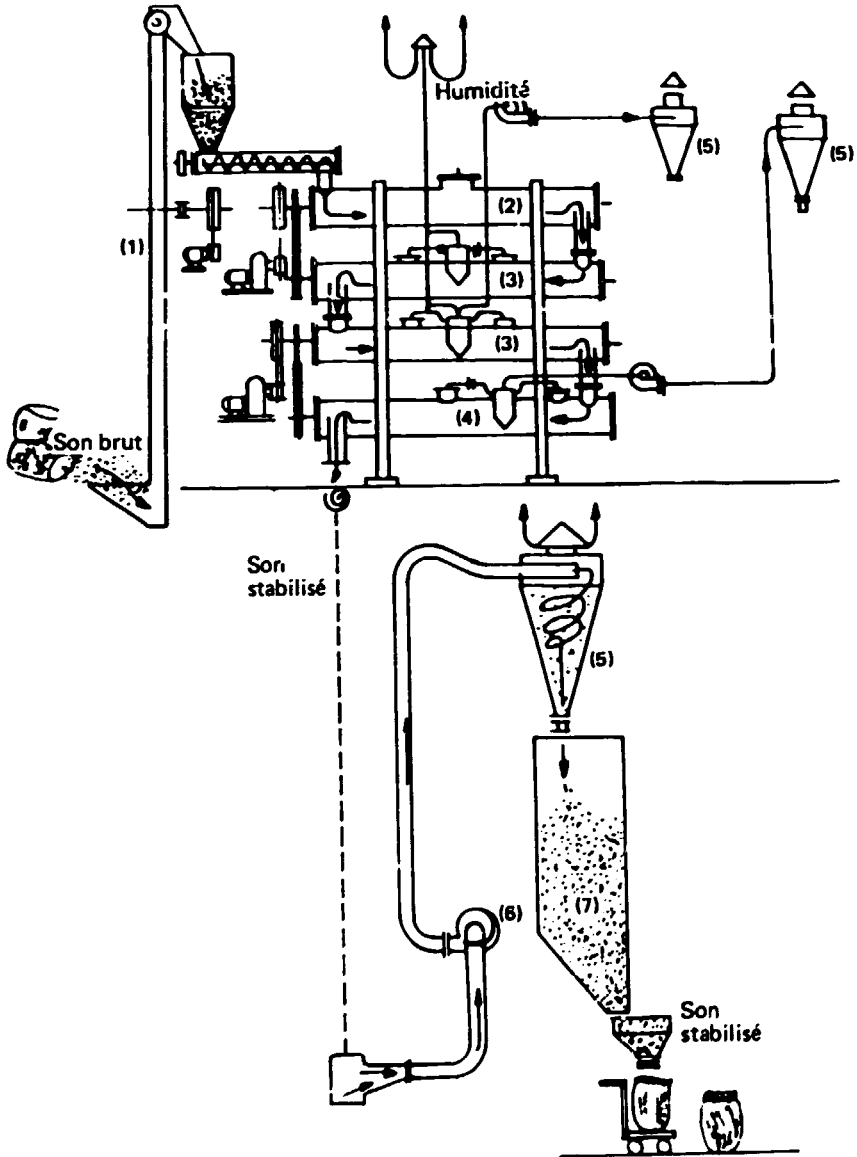 Humidité
(5)
(5)
(1)
(2)
(3)
(3)
(4)
Son brut
Son
stabilisé
(5)
(6)
(7)
Son
stabilisé